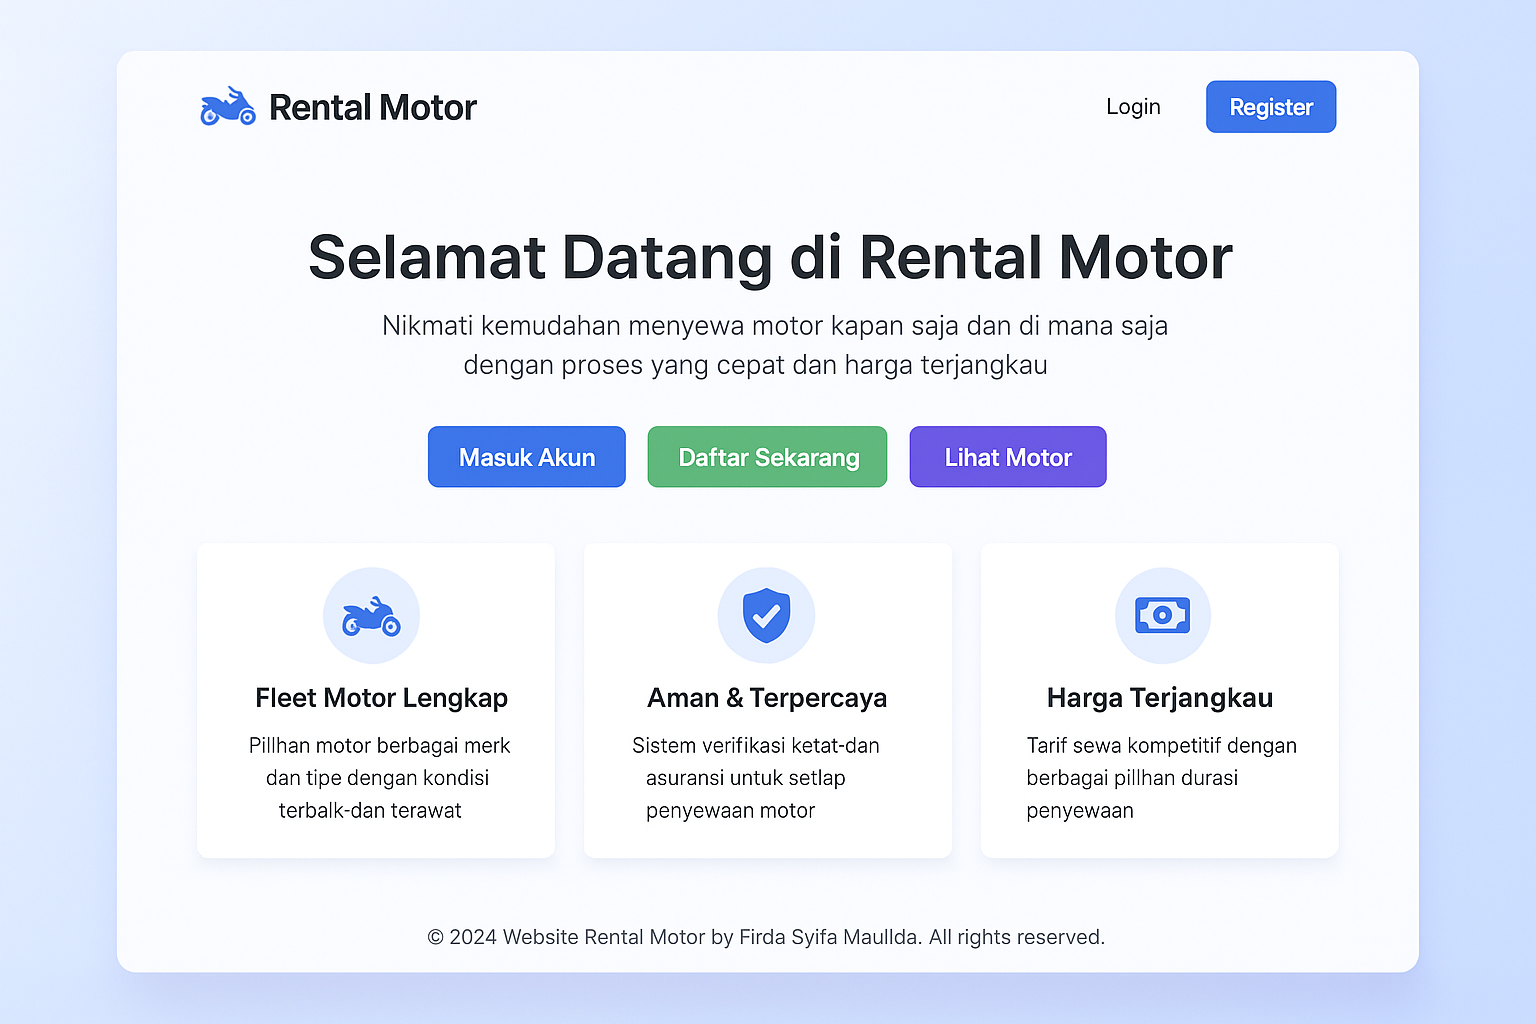 Rental Motor
Login
Register
Selamat Datang di Rental Motor
Nikmati kemudahan menyewa motor kapan saja dan di mana saja
dengan proses yang cepat dan harga terjangkau
Masuk Akun
Daftar Sekarang
Lihat Motor
Fleet Motor Lengkap
Pillhan motor berbagai merk
dan tipe dengan kondisi
terbalk-dan terawat
Aman & Terpercaya
Sistem verifikasi ketat-dan
asuransi untuk setlap
penyewaan motor
Harga Terjangkau
Tarif sewa kompetitif dengan
berbagai pillhan durasi
penyewaan
© 2024 Website Rental Motor by Firda Syifa Maullda. All rights reserved.